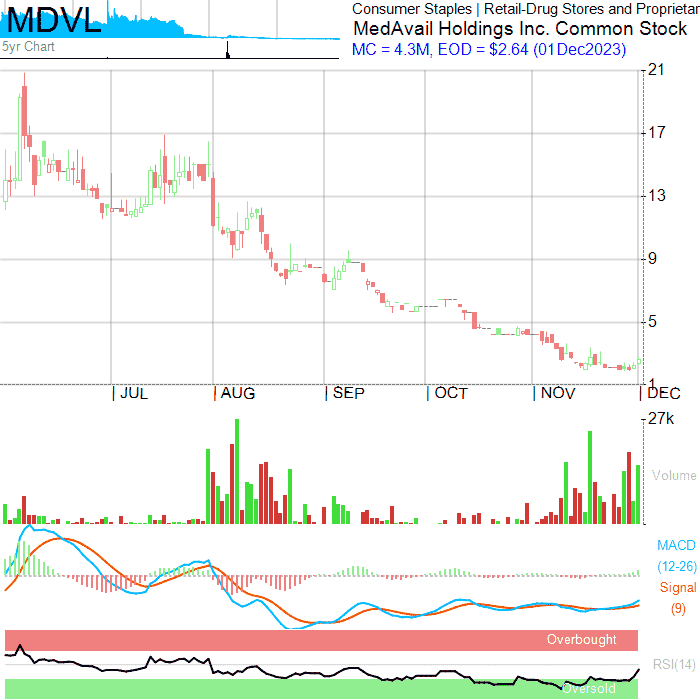 MDVL
5yr Chart
Consumer Staples | Retail-Drug Stores and Proprietar
MedAvail Holdings Inc. Common Stock
MC = 4.3M, EOD = $2.64 (01Dec2023)
21
17
13
9
5
1
JUL
AUG
SEP
OCT
NOV
DEC
27k
Volume
MACD
(12-26)
Signal
(9)
Overbought
RSI(14)
Oversold